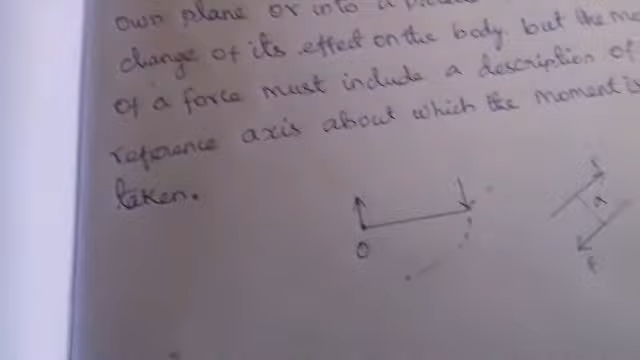 own plane or into a
change of its effect on the body but the
of a force must include a description of
reference axis about which the moment is
taken.
O
a
F